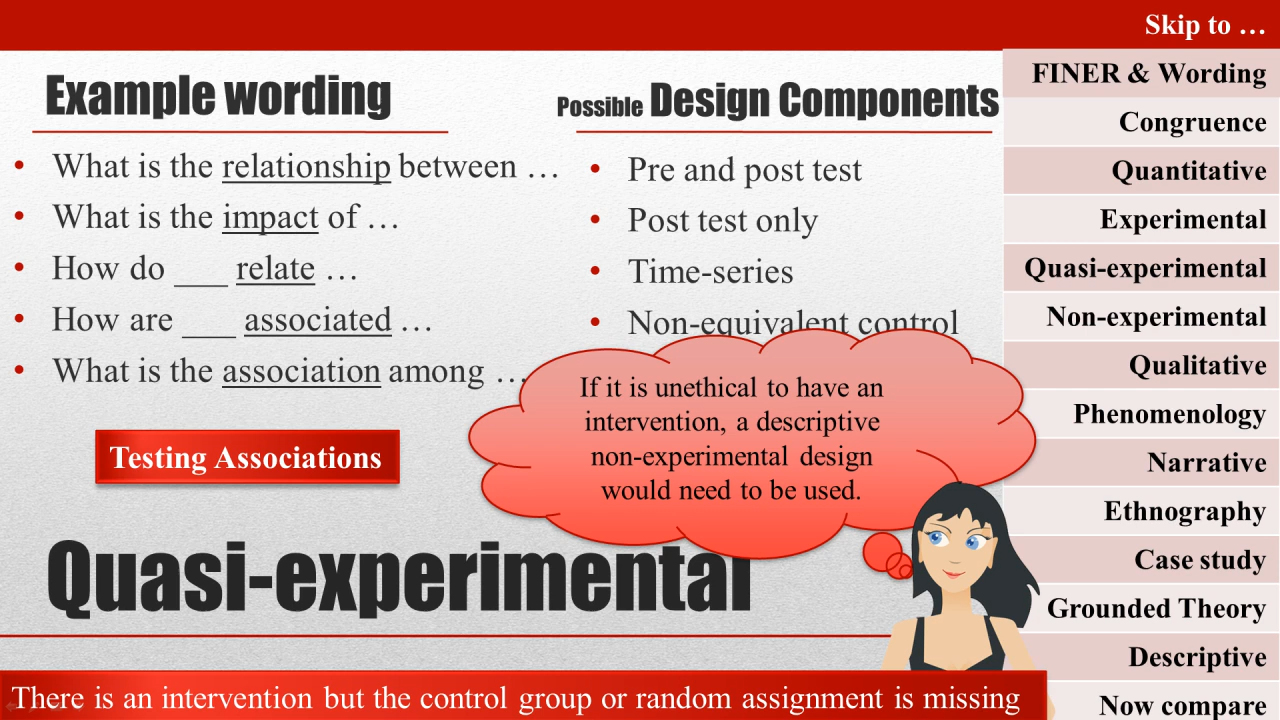 Skip to …
Example wording
What is the relationship between …
What is the impact of …
How do ___ relate …
How are ___ associated …
What is the association among …
Testing Associations
Possible Design Components
Pre and post test
Post test only
Time-series
Non-equivalent control
If it is unethical to have an
intervention, a descriptive
non-experimental design
would need to be used.
Quasi-experimental
There is an intervention but the control group or random assignment is missing
FINER & Wording
Congruence
Quantitative
Experimental
Quasi-experimental
Non-experimental
Qualitative
Phenomenology
Narrative
Ethnography
Case study
Grounded Theory
Descriptive
Now compare